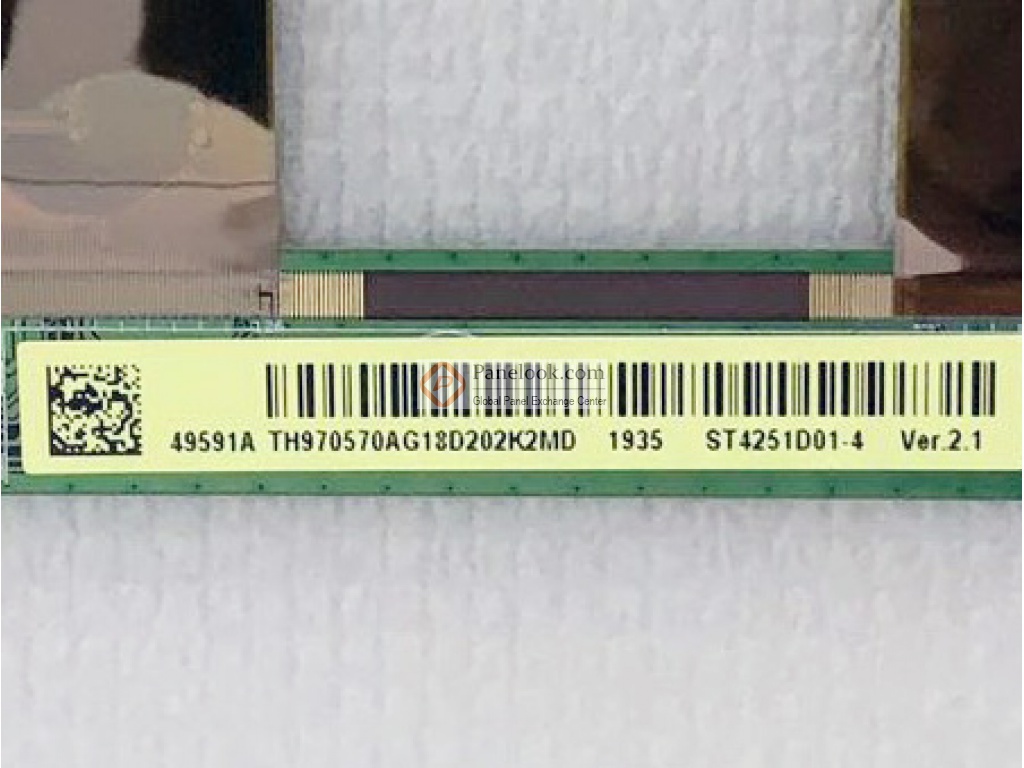 Panelook.com
Global Panel Exchange Center
49591A TH970570AG18D202K2MD 1935 ST4251D01-4 Ver.2.1